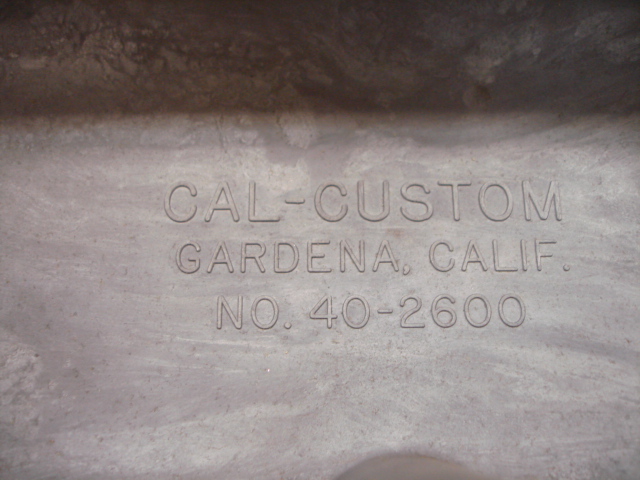 CAL-CUSTOM
GARDENA, CALIF.
NO. 40-2600